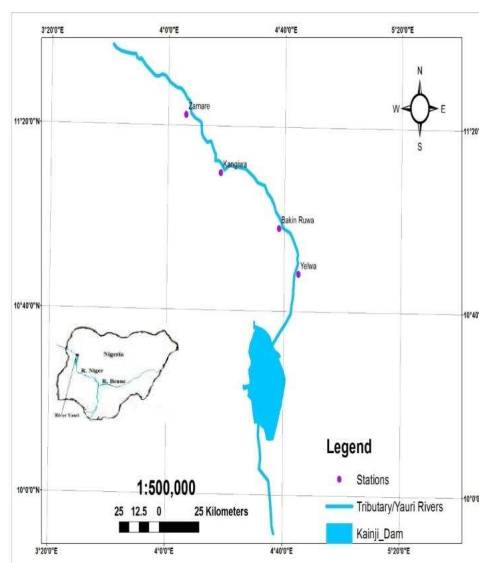 3°20'0"E 4°0'0"E 4°40'0"E 5°20'0"E
N
W E
S
Zamare
11°20'0"N 11°20'0"N
Kangiwa
Bakin Ruwa
Yelwa
10°40'0"N 10°40'0"N
Nigeria
R. Niger
R. Benue
River Yauri
Legend
Stations
Tributary/Yauri Rivers
Kainji_Dam
1:500,000
25 12.5 0 25 Kilometers
10°0'0"N 10°0'0"N
3°20'0"E 4°0'0"E 4°40'0"E 5°20'0"E